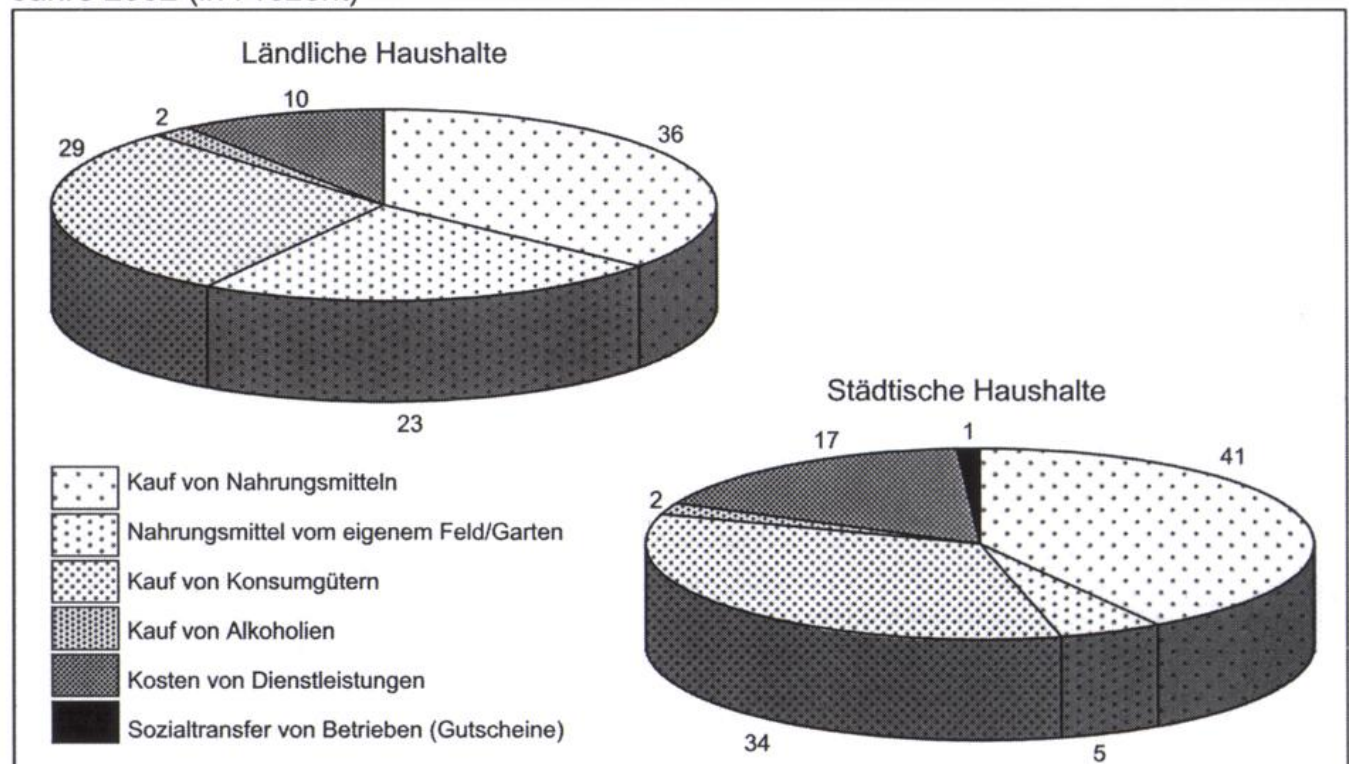 Ländliche Haushalte
10
2
36
29
23
Städtische Haushalte
1
17
41
2
34
5
Kauf von Nahrungsmitteln
Nahrungsmittel vom eigenem Feld/Garten
Kauf von Konsumgütern
Kauf von Alkoholien
Kosten von Dienstleistungen
Sozialtransfer von Betrieben (Gutscheine)